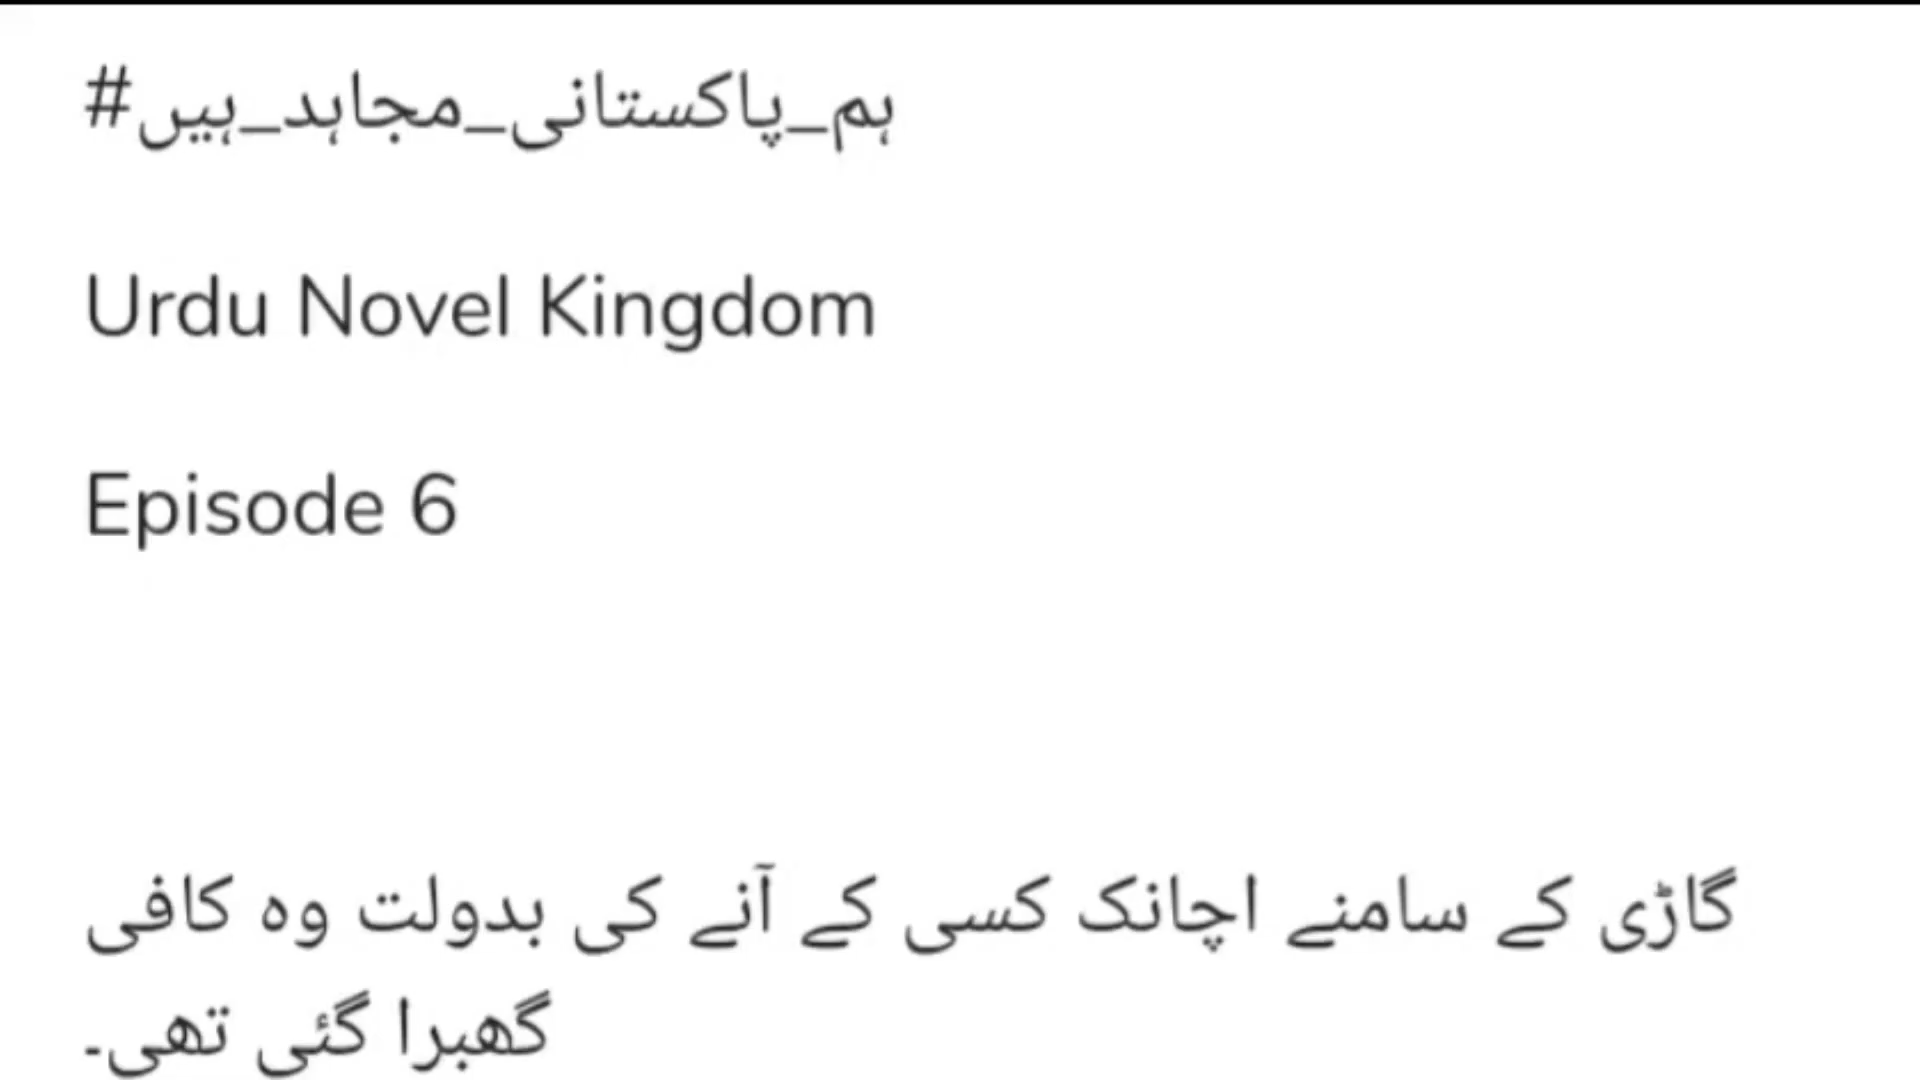 #ہم_پاکستانی_مجاہد_ہیں
Urdu Novel Kingdom
Episode 6
گاڑی کے سامنے اچانک کسی کے آنے کی بدولت وہ کافی
گھبرا گئی تھی۔